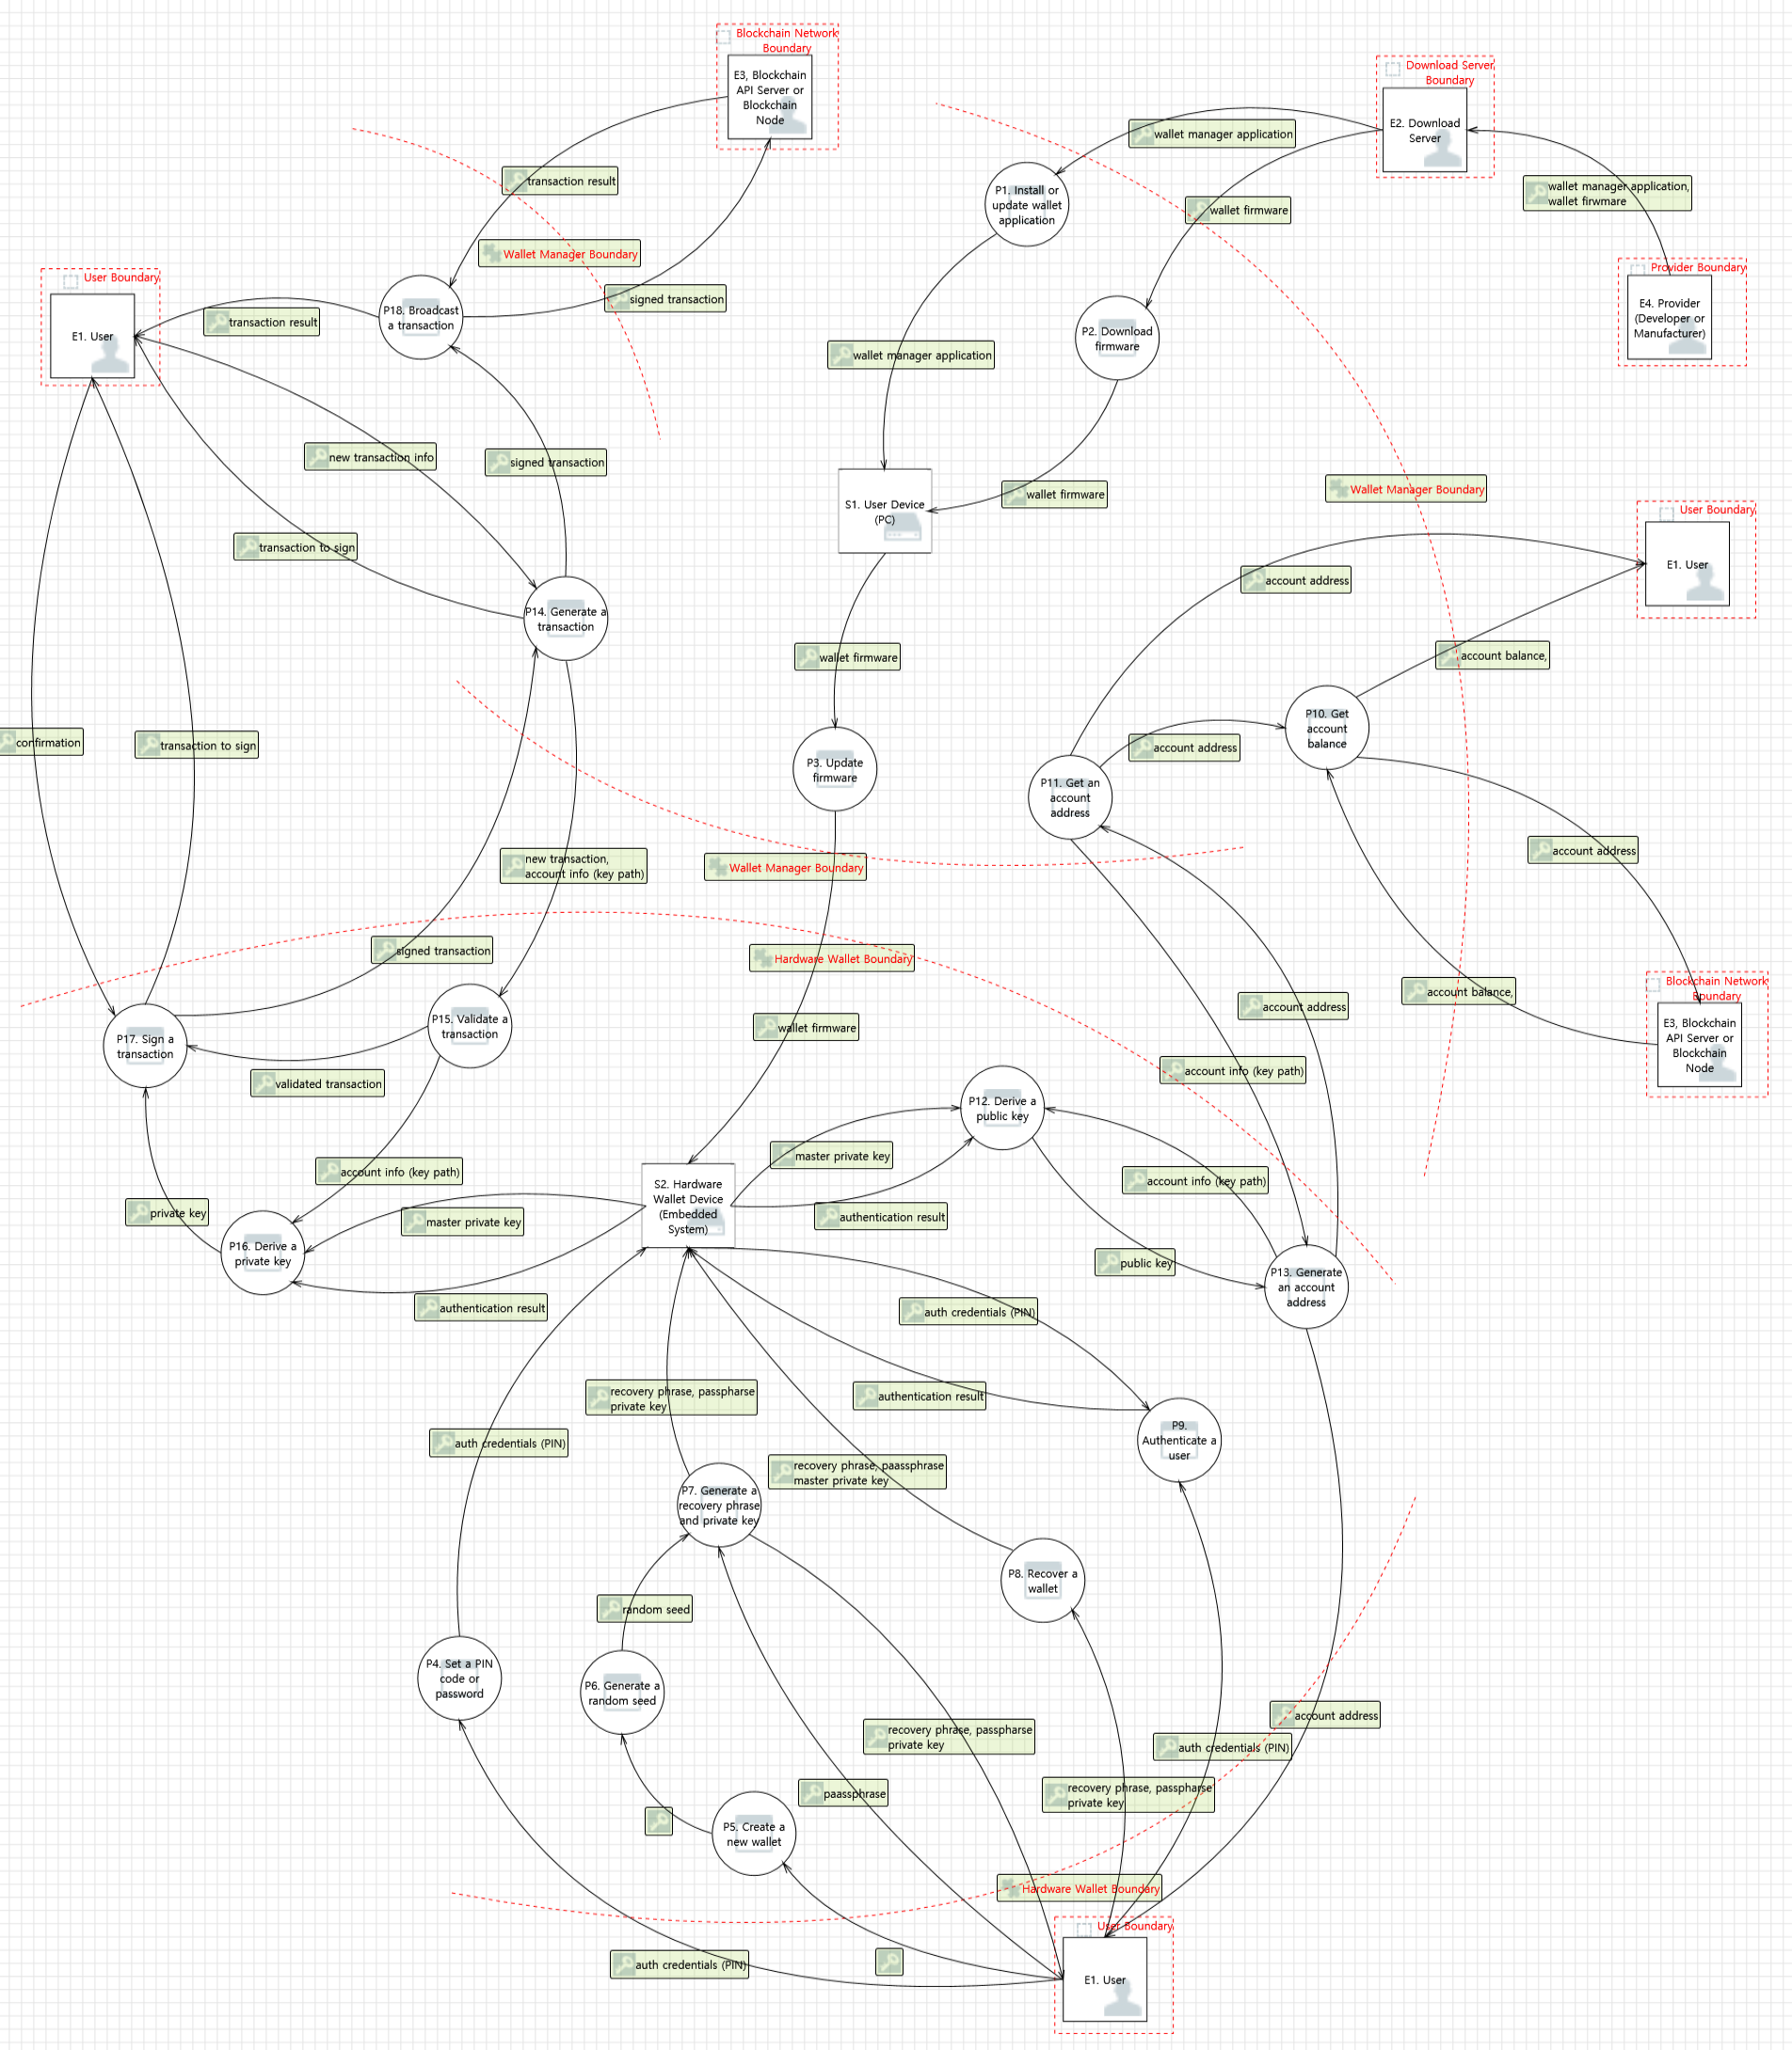 Blockchain Network
Boundary
E3, Blockchain
API Server or
Blockchain
Node
Download Server
Boundary
E2. Download
Server
wallet manager application
transaction result
P1. Install or
update wallet
application
wallet manager application,
wallet firwmare
wallet firmware
Wallet Manager Boundary
User Boundary
E1. User
Provider Boundary
E4. Provider
(Developer or
Manufacturer)
signed transaction
P18. Broadcast
a transaction
transaction result
P2. Download
firmware
wallet manager application
new transaction info
signed transaction
wallet firmware
Wallet Manager Boundary
S1. User Device
(PC)
User Boundary
E1. User
transaction to sign
account address
P14. Generate a
transaction
wallet firmware
account balance,
confirmation
transaction to sign
P10. Get
account
balance
account address
P3. Update
firmware
P11. Get an
account
address
new transaction,
account info (key path)
Wallet Manager Boundary
account address
signed transaction
Hardware Wallet Boundary
Blockchain Network
Boundary
account balance,
account address
E3, Blockchain
API Server or
Blockchain
Node
P17. Sign a
transaction
P15. Validate a
transaction
wallet firmware
validated transaction
account info (key path)
P12. Derive a
public key
master private key
account info (key path)
account info (key path)
private key
master private key
S2. Hardware
Wallet Device
(Embedded
System)
authentication result
P16. Derive a
private key
public key
P13. Generate
an account
address
authentication result
auth credentials (PIN)
recovery phrase, passpharse
private key
authentication result
auth credentials (PIN)
P9.
Authenticate a
user
recovery phrase, paassphrase
master private key
P7. Generate a
recovery phrase
and private key
P8. Recover a
wallet
random seed
P4. Set a PIN
code or
password
P6. Generate a
random seed
account address
recovery phrase, passpharse
private key
auth credentials (PIN)
paassphrase
recovery phrase, passpharse
private key
P5. Create a
new wallet
Hardware Wallet Boundary
User Boundary
auth credentials (PIN)
E1. User